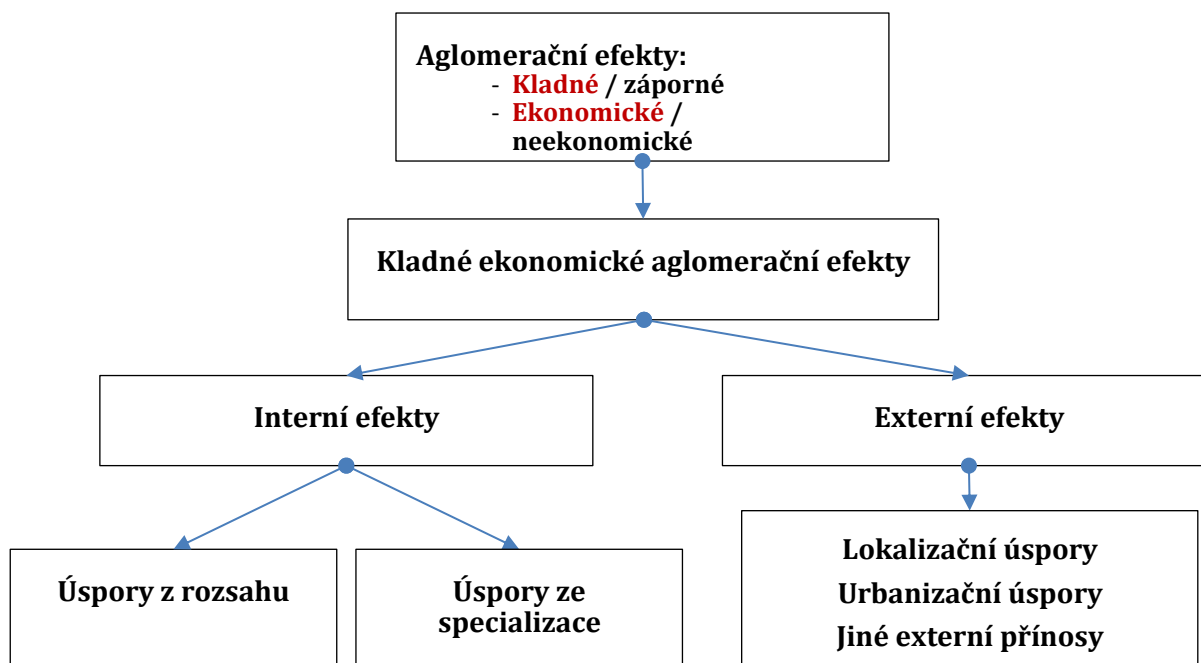 Aglomerační efekty:
- Kladné / záporné
- Ekonomické /
neekonomické
Kladné ekonomické aglomerační efekty
Interní efekty
Externí efekty
Úspory z rozsahu
Úspory ze
specializace
Lokalizační úspory
Urbanizační úspory
Jiné externí přínosy